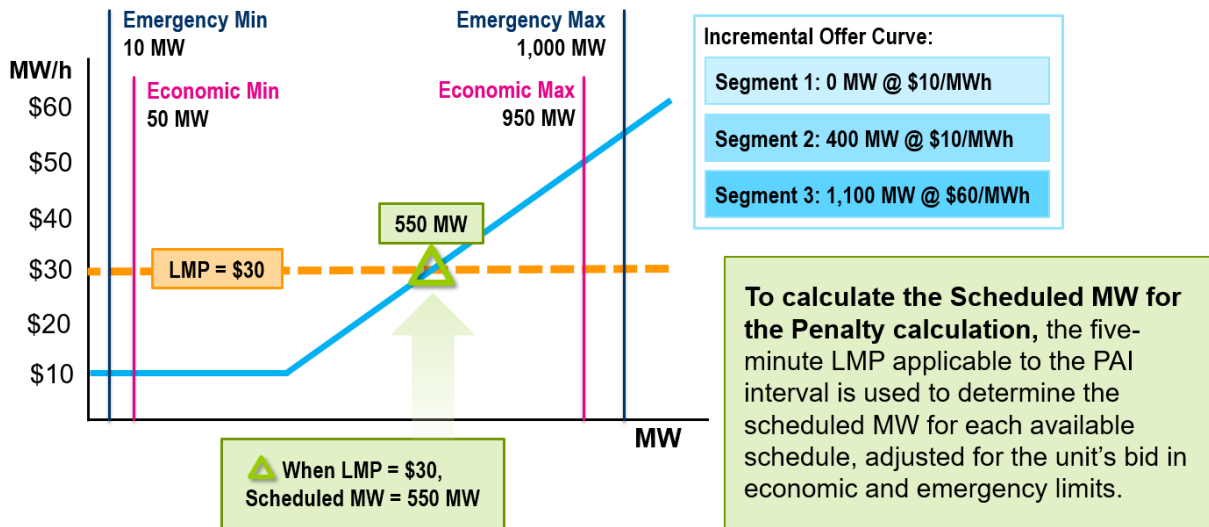 Emergency Min
10 MW
Emergency Max
1,000 MW
MW/h
Economic Min
50 MW
Economic Max
950 MW
$60
$50
$40
$30
$20
$10
550 MW
LMP = $30
MW
When LMP = $30,
Scheduled MW = 550 MW
Incremental Offer Curve:
Segment 1: 0 MW @ $10/MWh
Segment 2: 400 MW @ $10/MWh
Segment 3: 1,100 MW @ $60/MWh
To calculate the Scheduled MW for
the Penalty calculation, the five-
minute LMP applicable to the PAI
interval is used to determine the
scheduled MW for each available
schedule, adjusted for the unit’s bid in
economic and emergency limits.